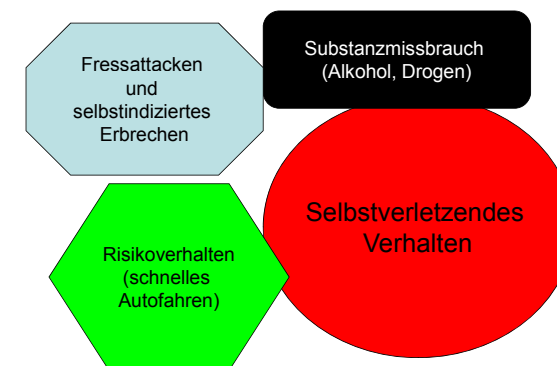 Fressattacken
und
selbstindiziertes
Erbrechen
Substanzmissbrauch
(Alkohol, Drogen)
Risikoverhalten
(schnelles
Autofahren)
Selbstverletzendes
Verhalten